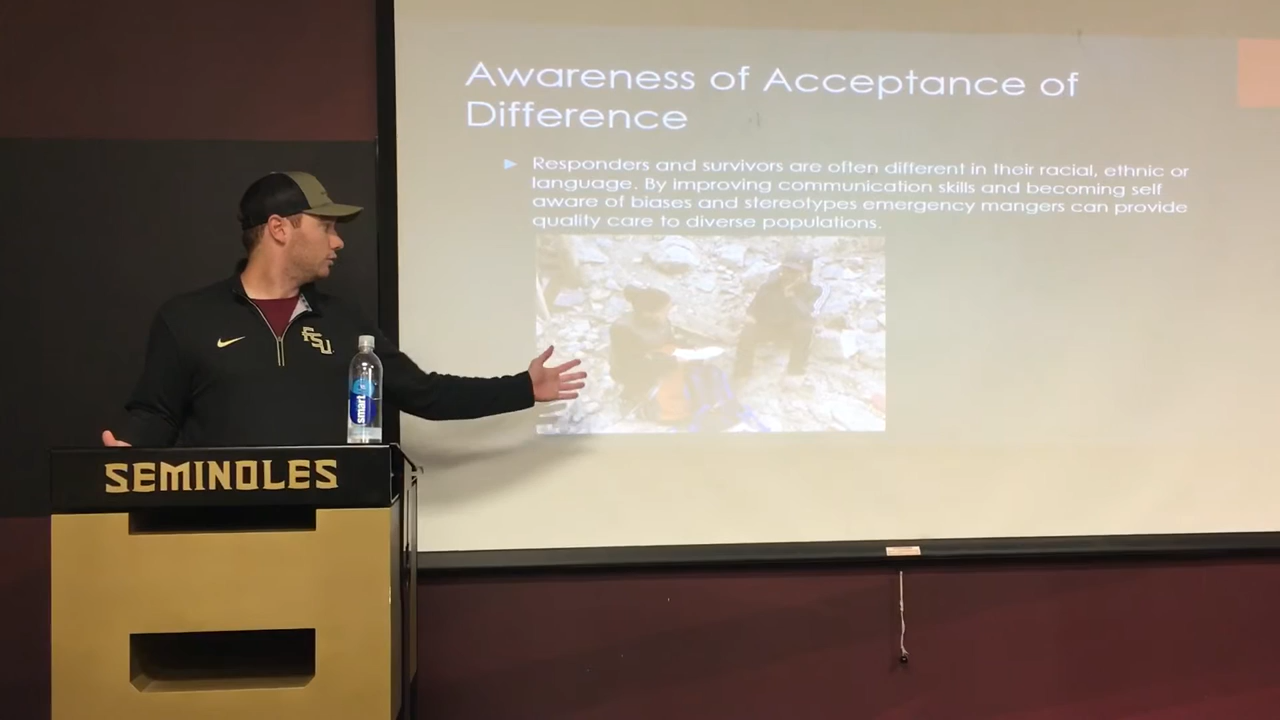 Awareness of Acceptance of
Difference
Responders and survivors are often different in their racial, ethnic or
language. By improving communication skills and becoming self
aware of biases and stereotypes emergency mangers can provide
quality care to diverse populations.
FSU
smart
SEMINOLES